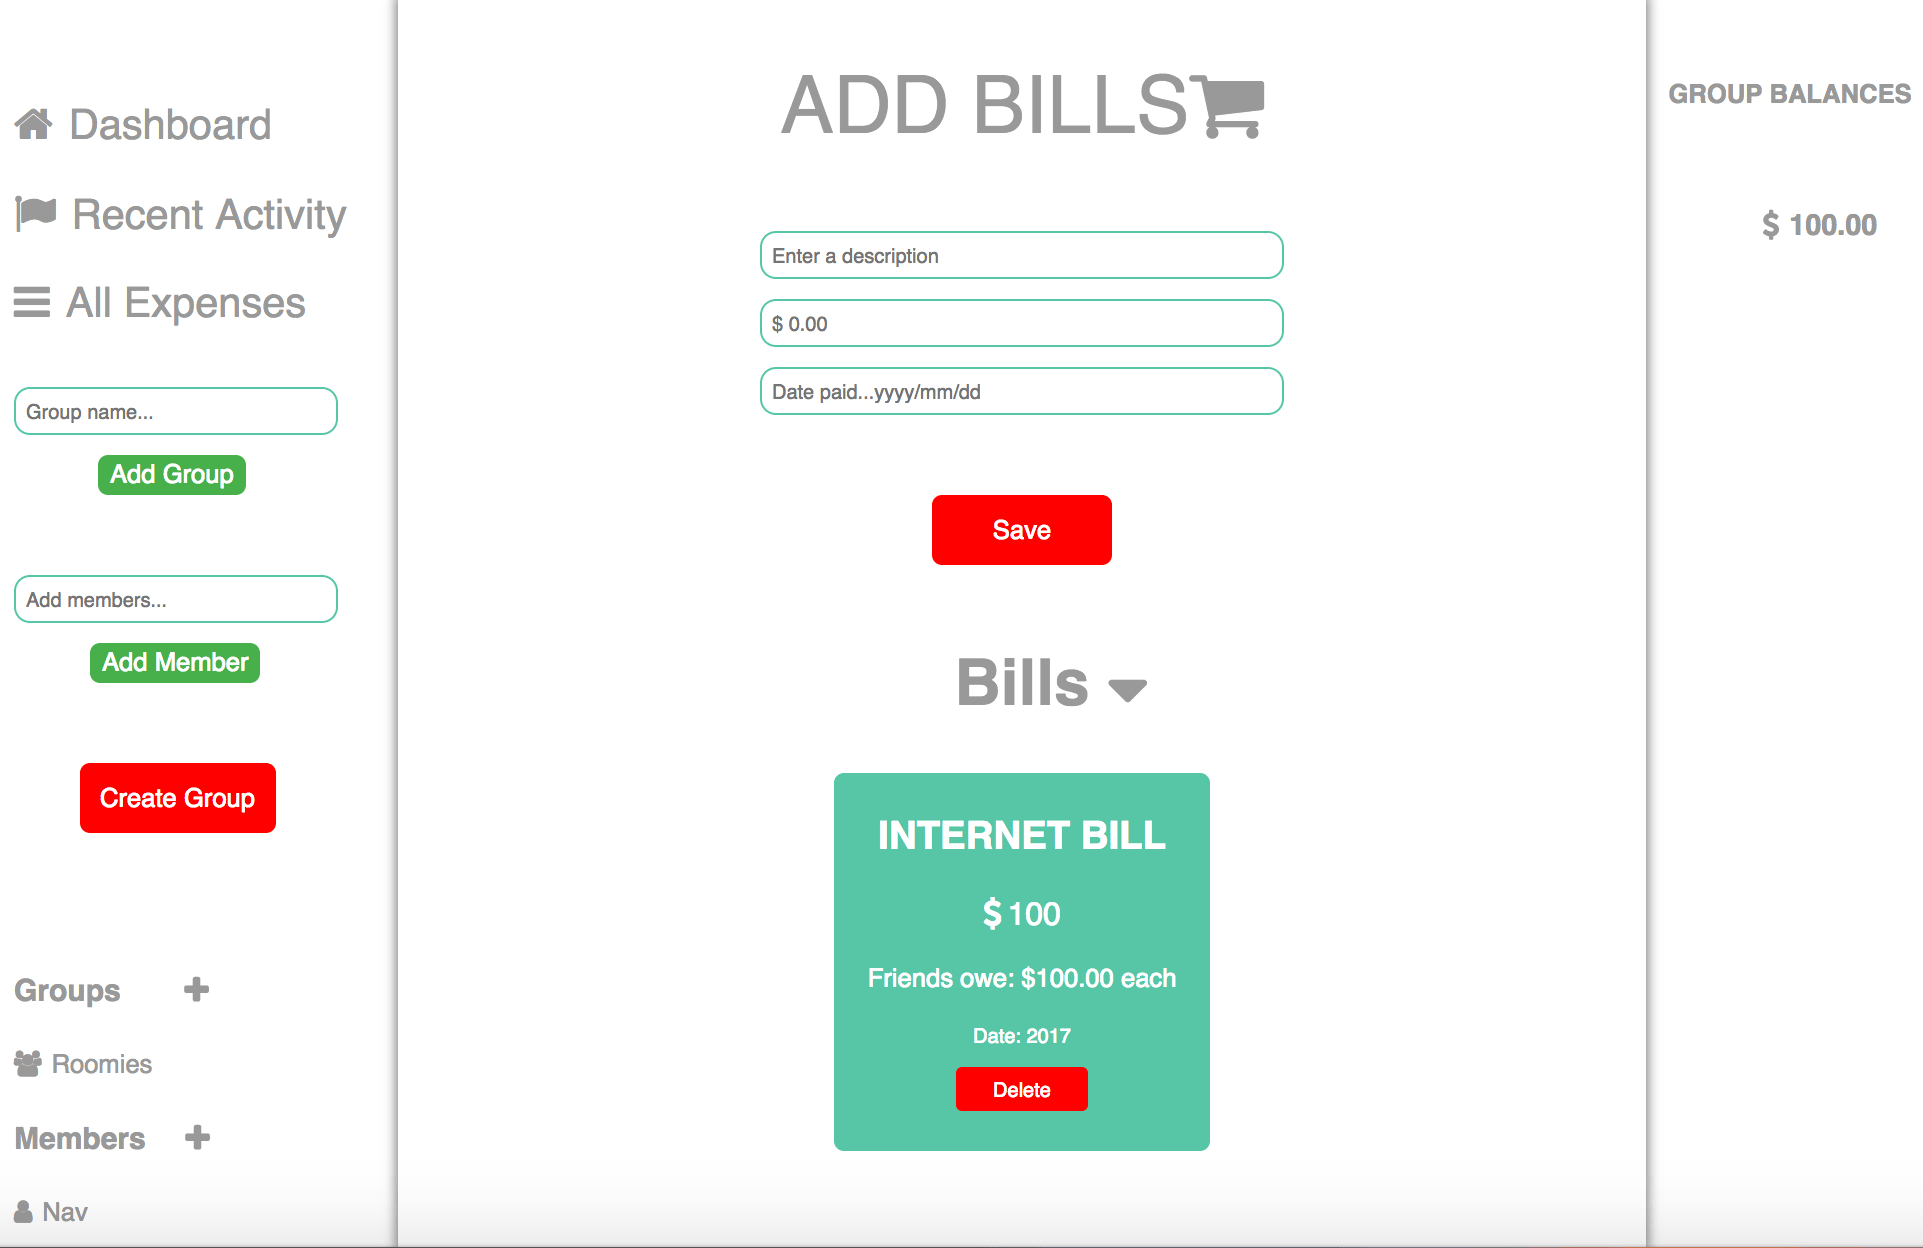 Dashboard
Recent Activity
All Expenses
Group name...
Add Group
Add members...
Add Member
Create Group
Groups
Roomies
Members
Nav
ADD BILLS
Enter a description
$ 0.00
Date paid...yyyy/mm/dd
Save
Bills
INTERNET BILL
$ 100
Friends owe: $100.00 each
Date: 2017
Delete
GROUP BALANCES
$ 100.00